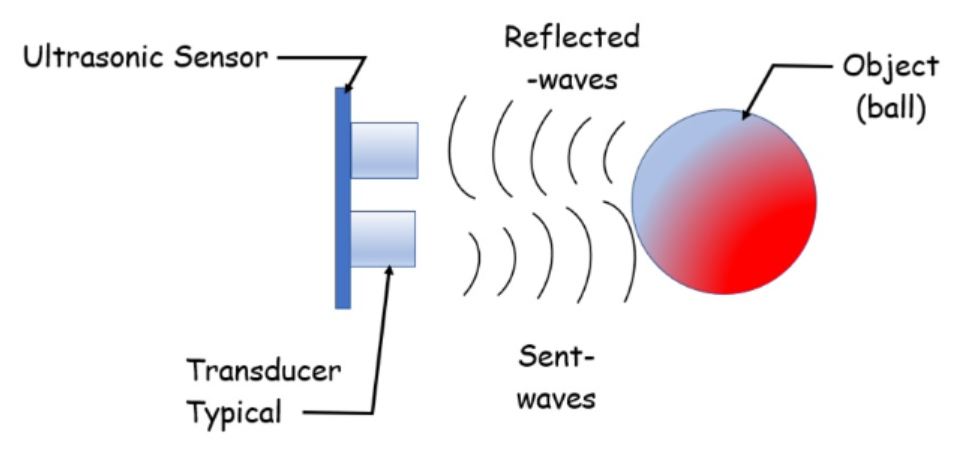 Ultrasonic Sensor
Reflected
-waves
Object
(ball)
Transducer
Typical
Sent-
waves